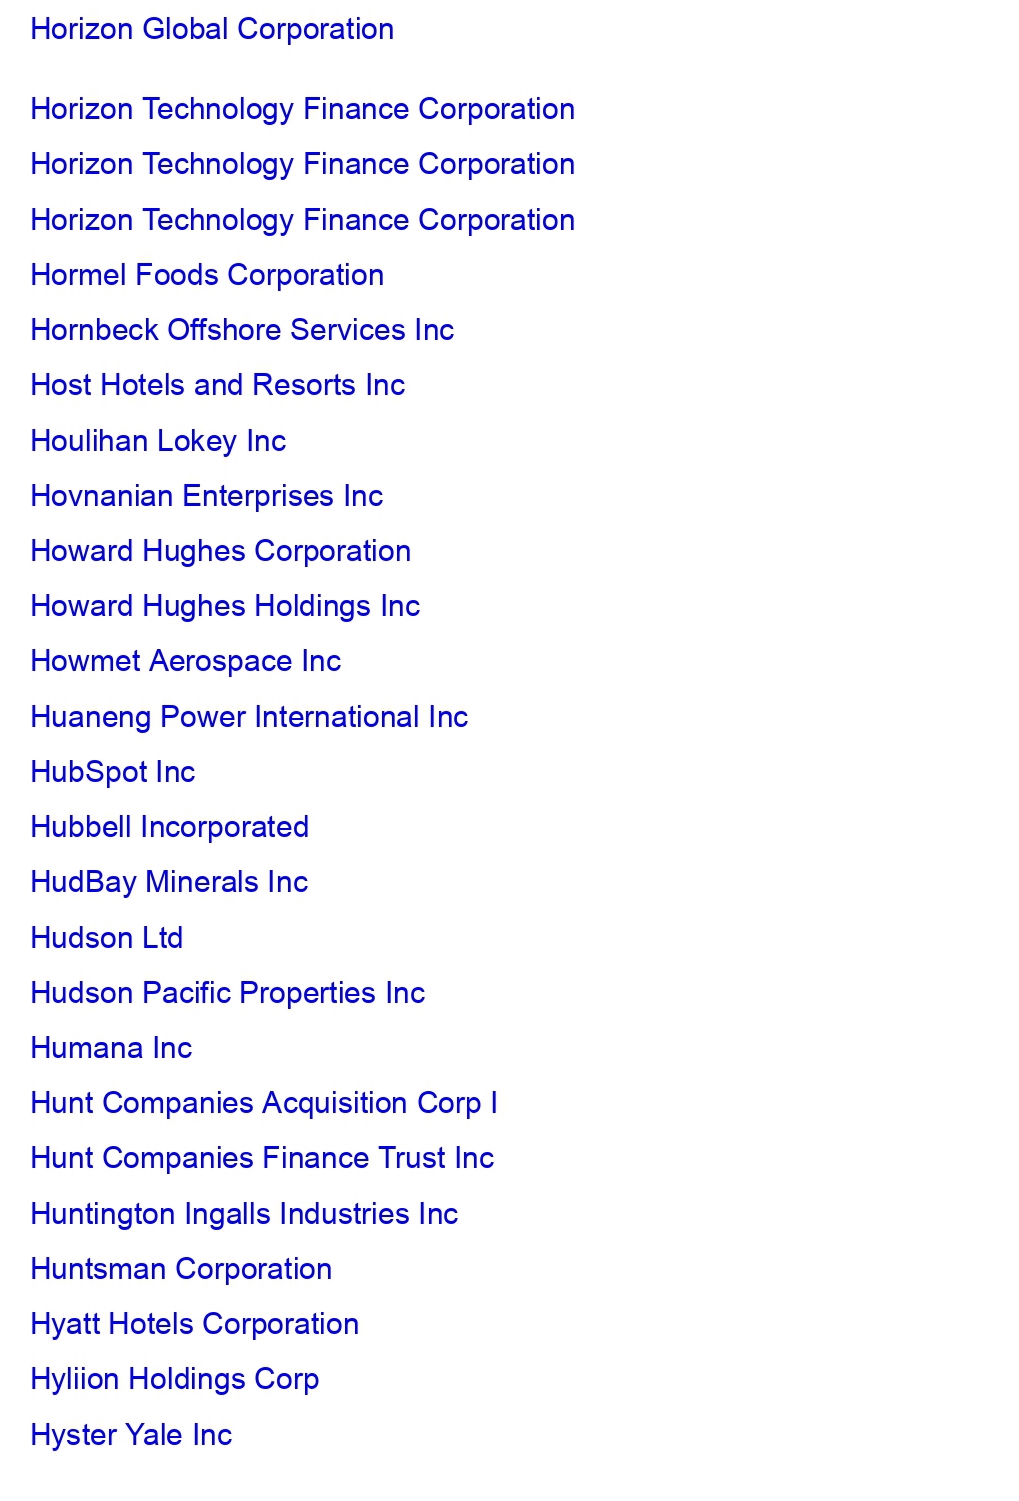 Horizon Global Corporation
Horizon Technology Finance Corporation
Horizon Technology Finance Corporation
Horizon Technology Finance Corporation
Hormel Foods Corporation
Hornbeck Offshore Services Inc
Host Hotels and Resorts Inc
Houlihan Lokey Inc
Hovnanian Enterprises Inc
Howard Hughes Corporation
Howard Hughes Holdings Inc
Howmet Aerospace Inc
Huaneng Power International Inc
HubSpot Inc
Hubbell Incorporated
HudBay Minerals Inc
Hudson Ltd
Hudson Pacific Properties Inc
Humana Inc
Hunt Companies Acquisition Corp I
Hunt Companies Finance Trust Inc
Huntington Ingalls Industries Inc
Huntsman Corporation
Hyatt Hotels Corporation
Hyliion Holdings Corp
Hyster Yale Inc